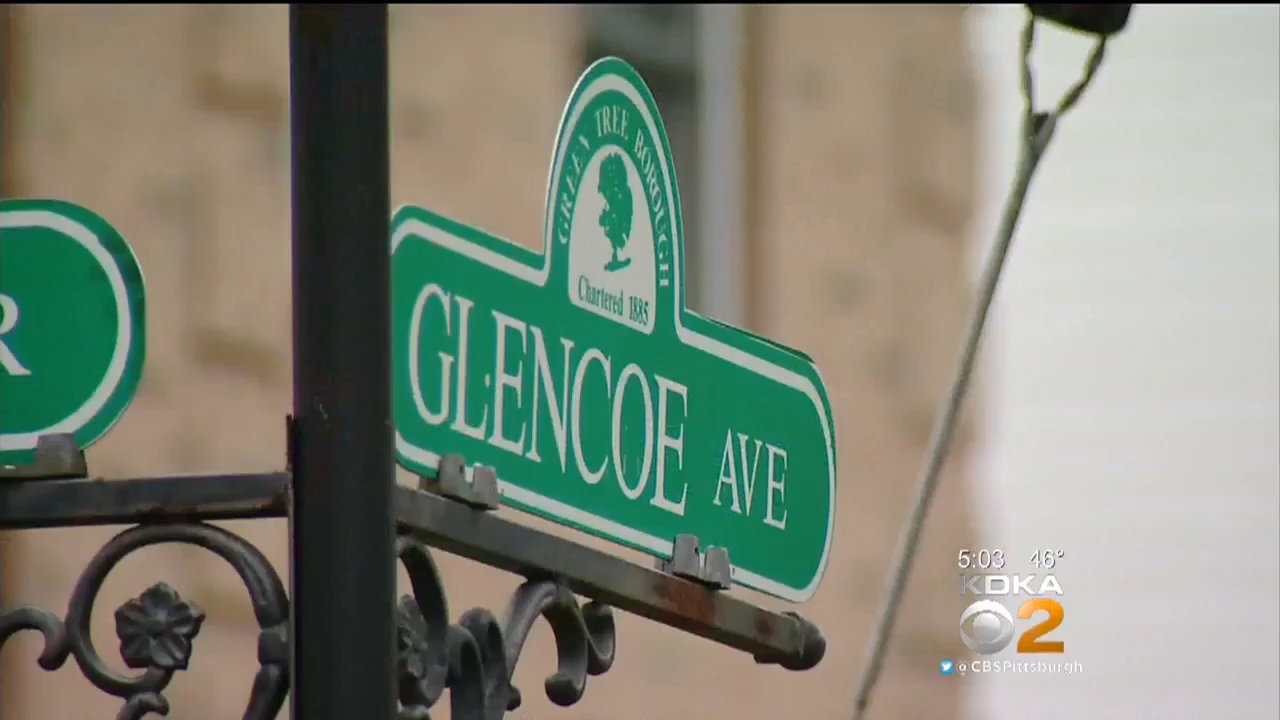 GREEN TREE BOROUGH
Chartered 1885
GLENCOE AVE
R
5:03 46°
KDKA
2
@CBSPittsburgh